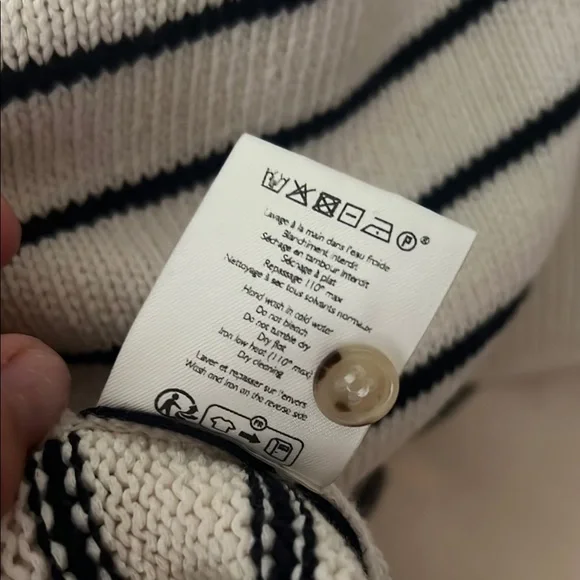 P
Lavage à la main dans l'eau froide
Blanchiment interdit
Séchage en tambour interdit
Séchage à plat
Repassage 110° max
Nettoyage à sec tous solvants normaux
Hand wash in cold water
Do not bleach
Do not tumble dry
Dry flat
Iron low heat (110° max)
Dry cleaning
Laver et repasser sur l'envers
Wash and iron on the reverse side
FR